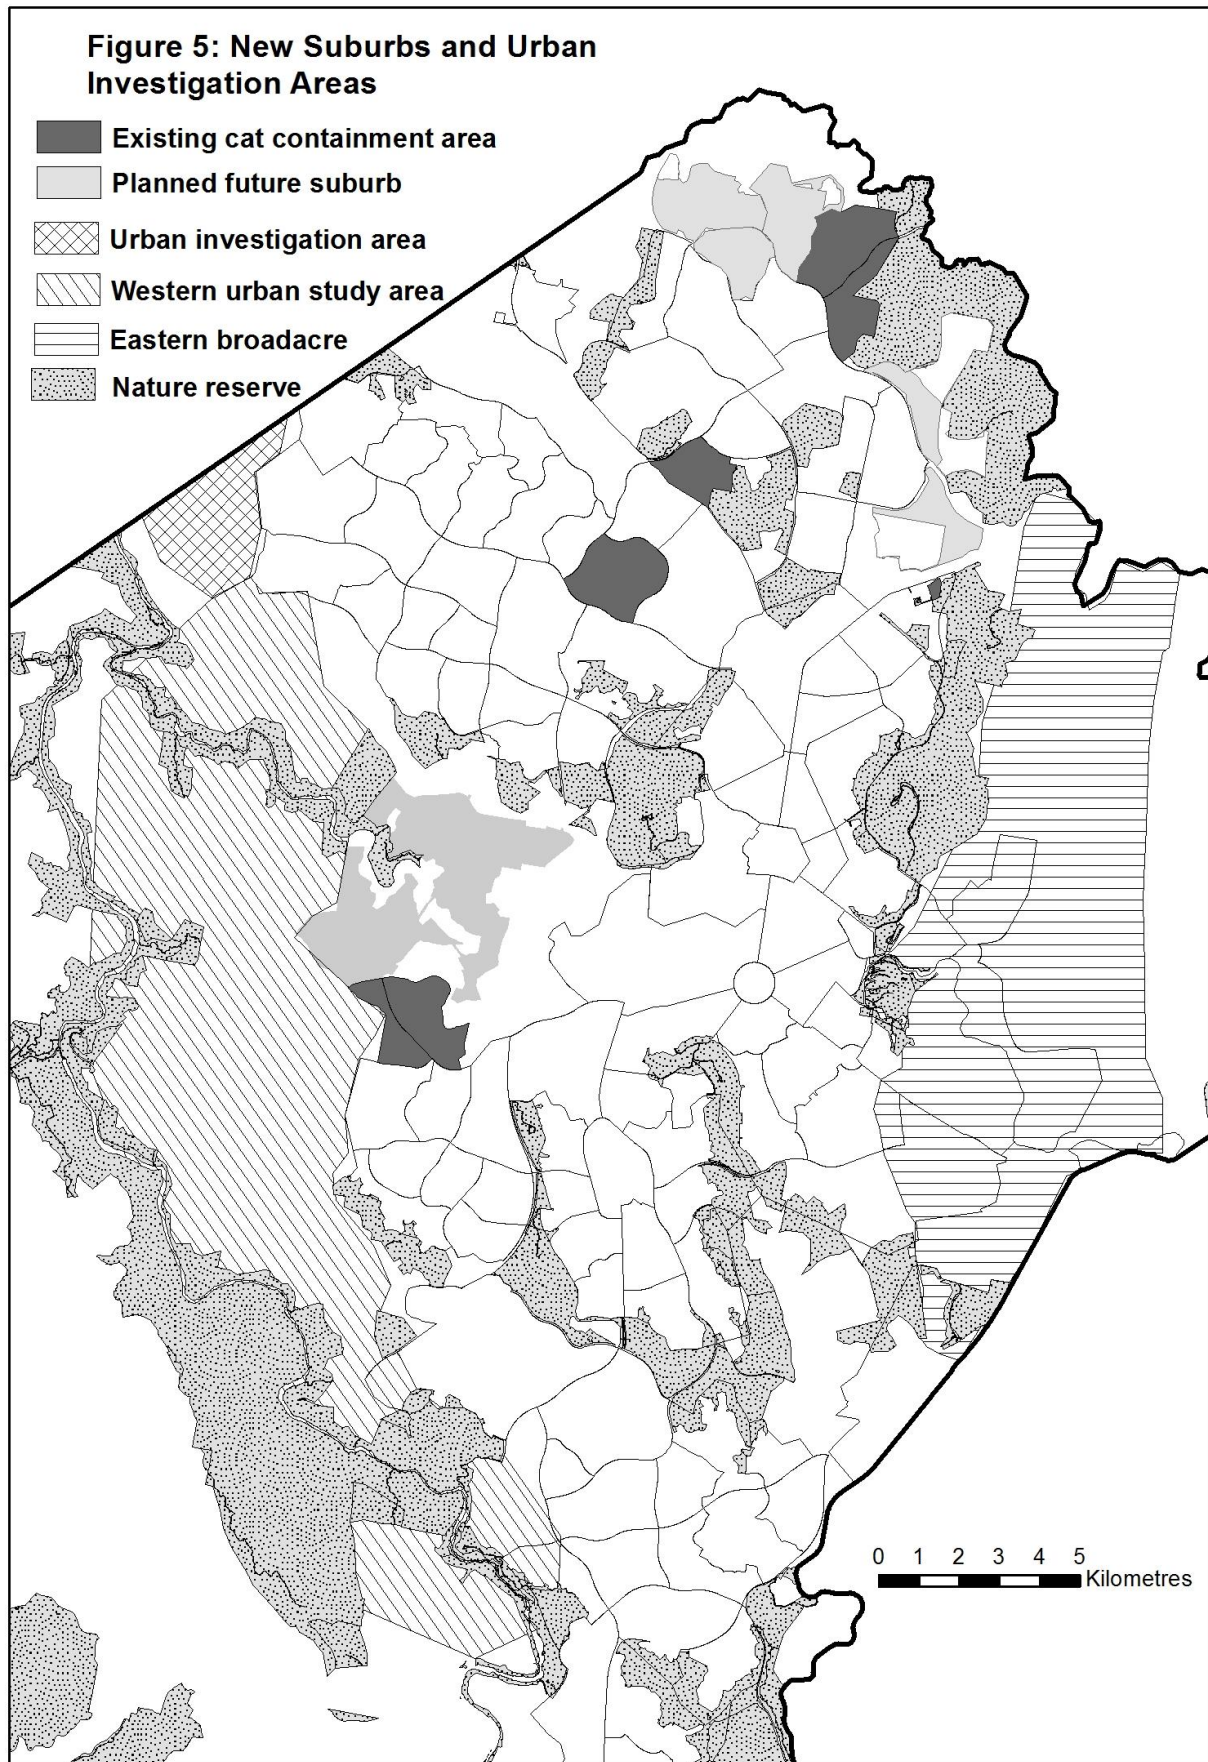 Figure 5: New Suburbs and Urban
Investigation Areas
Existing cat containment area
Planned future suburb
Urban investigation area
Western urban study area
Eastern broadacre
Nature reserve
0 1 2 3 4 5
Kilometres